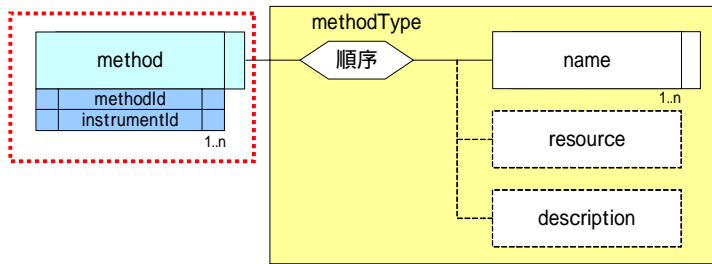 methodType
method
順序
name
methodId
instrumentId
1..n
1..n
resource
description